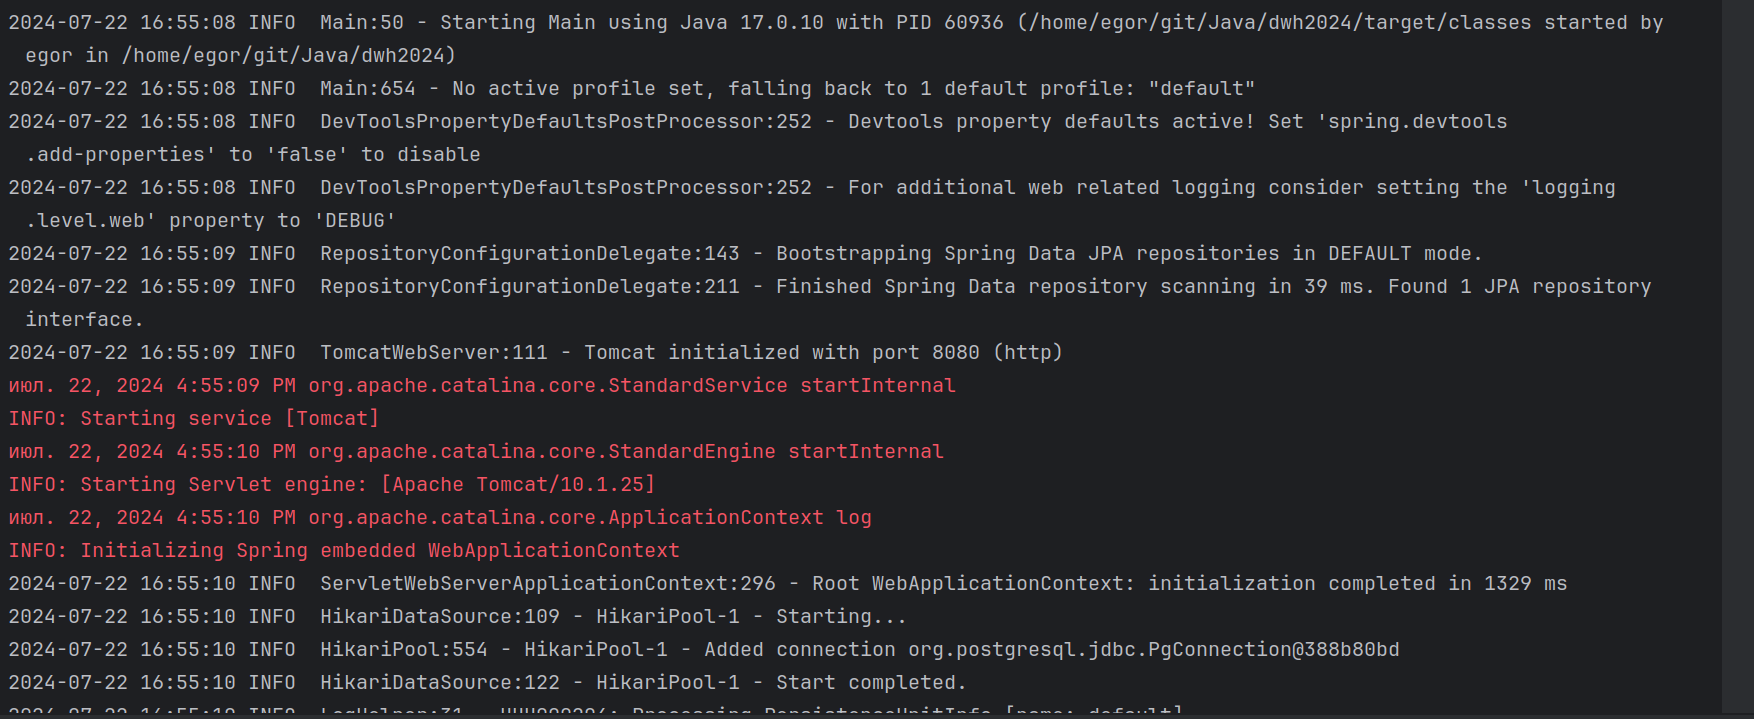 2024-07-22 16:55:08 INFO  Main:50 - Starting Main using Java 17.0.10 with PID 60936 (/home/egor/git/Java/dwh2024/target/classes started by
egor in /home/egor/git/Java/dwh2024)
2024-07-22 16:55:08 INFO  Main:654 - No active profile set, falling back to 1 default profile: "default"
2024-07-22 16:55:08 INFO  DevToolsPropertyDefaultsPostProcessor:252 - Devtools property defaults active! Set 'spring.devtools
.add-properties' to 'false' to disable
2024-07-22 16:55:08 INFO  DevToolsPropertyDefaultsPostProcessor:252 - For additional web related logging consider setting the 'logging
.level.web' property to 'DEBUG'
2024-07-22 16:55:09 INFO  RepositoryConfigurationDelegate:143 - Bootstrapping Spring Data JPA repositories in DEFAULT mode.
2024-07-22 16:55:09 INFO  RepositoryConfigurationDelegate:211 - Finished Spring Data repository scanning in 39 ms. Found 1 JPA repository
interface.
2024-07-22 16:55:09 INFO  TomcatWebServer:111 - Tomcat initialized with port 8080 (http)
июл. 22, 2024 4:55:09 PM org.apache.catalina.core.StandardService startInternal
INFO: Starting service [Tomcat]
июл. 22, 2024 4:55:10 PM org.apache.catalina.core.StandardEngine startInternal
INFO: Starting Servlet engine: [Apache Tomcat/10.1.25]
июл. 22, 2024 4:55:10 PM org.apache.catalina.core.ApplicationContext log
INFO: Initializing Spring embedded WebApplicationContext
2024-07-22 16:55:10 INFO  ServletWebServerApplicationContext:296 - Root WebApplicationContext: initialization completed in 1329 ms
2024-07-22 16:55:10 INFO  HikariDataSource:109 - HikariPool-1 - Starting...
2024-07-22 16:55:10 INFO  HikariPool:554 - HikariPool-1 - Added connection org.postgresql.jdbc.PgConnection@388b80bd
2024-07-22 16:55:10 INFO  HikariDataSource:122 - HikariPool-1 - Start completed.